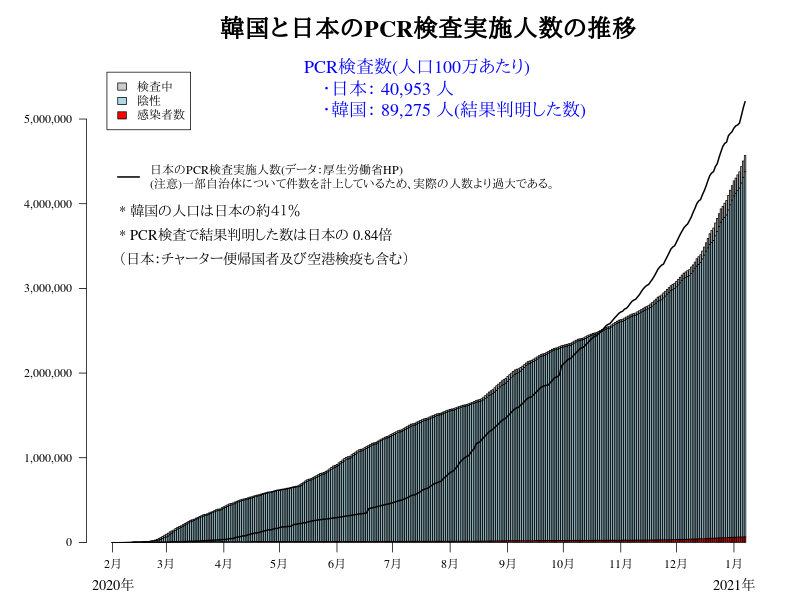 韓国と日本のPCR検査実施人数の推移
PCR検査数(人口100万あたり)
・日本： 40,953 人
・韓国： 89,275 人(結果判明した数)
検査中
陰性
感染者数
日本のPCR検査実施人数(データ：厚生労働省HP)
(注意)一部自治体について件数を計上しているため、実際の人数より過大である。
* 韓国の人口は日本の約41%
* PCR検査で結果判明した数は日本の 0.84倍
（日本：チャーター便帰国者及び空港検疫も含む）
5,000,000
4,000,000
3,000,000
2,000,000
1,000,000
0
2月 3月 4月 5月 6月 7月 8月 9月 10月 11月 12月 1月
2020年 2021年